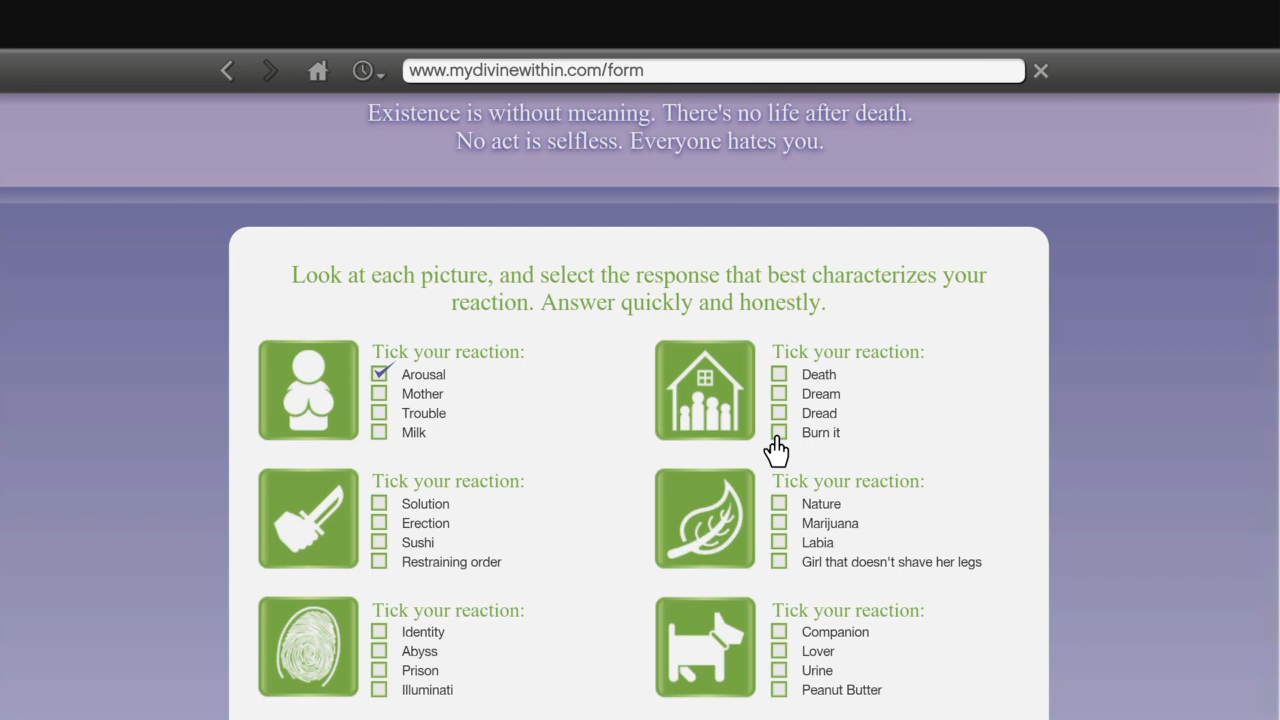 www.mydivinewithin.com/form
Existence is without meaning. There's no life after death.
No act is selfless. Everyone hates you.
Look at each picture, and select the response that best characterizes your
reaction. Answer quickly and honestly.
Tick your reaction:
Arousal
Mother
Trouble
Milk
Tick your reaction:
Death
Dream
Dread
Burn it
Tick your reaction:
Solution
Erection
Sushi
Restraining order
Tick your reaction:
Nature
Marijuana
Labia
Girl that doesn't shave her legs
Tick your reaction:
Identity
Abyss
Prison
Illuminati
Tick your reaction:
Companion
Lover
Urine
Peanut Butter